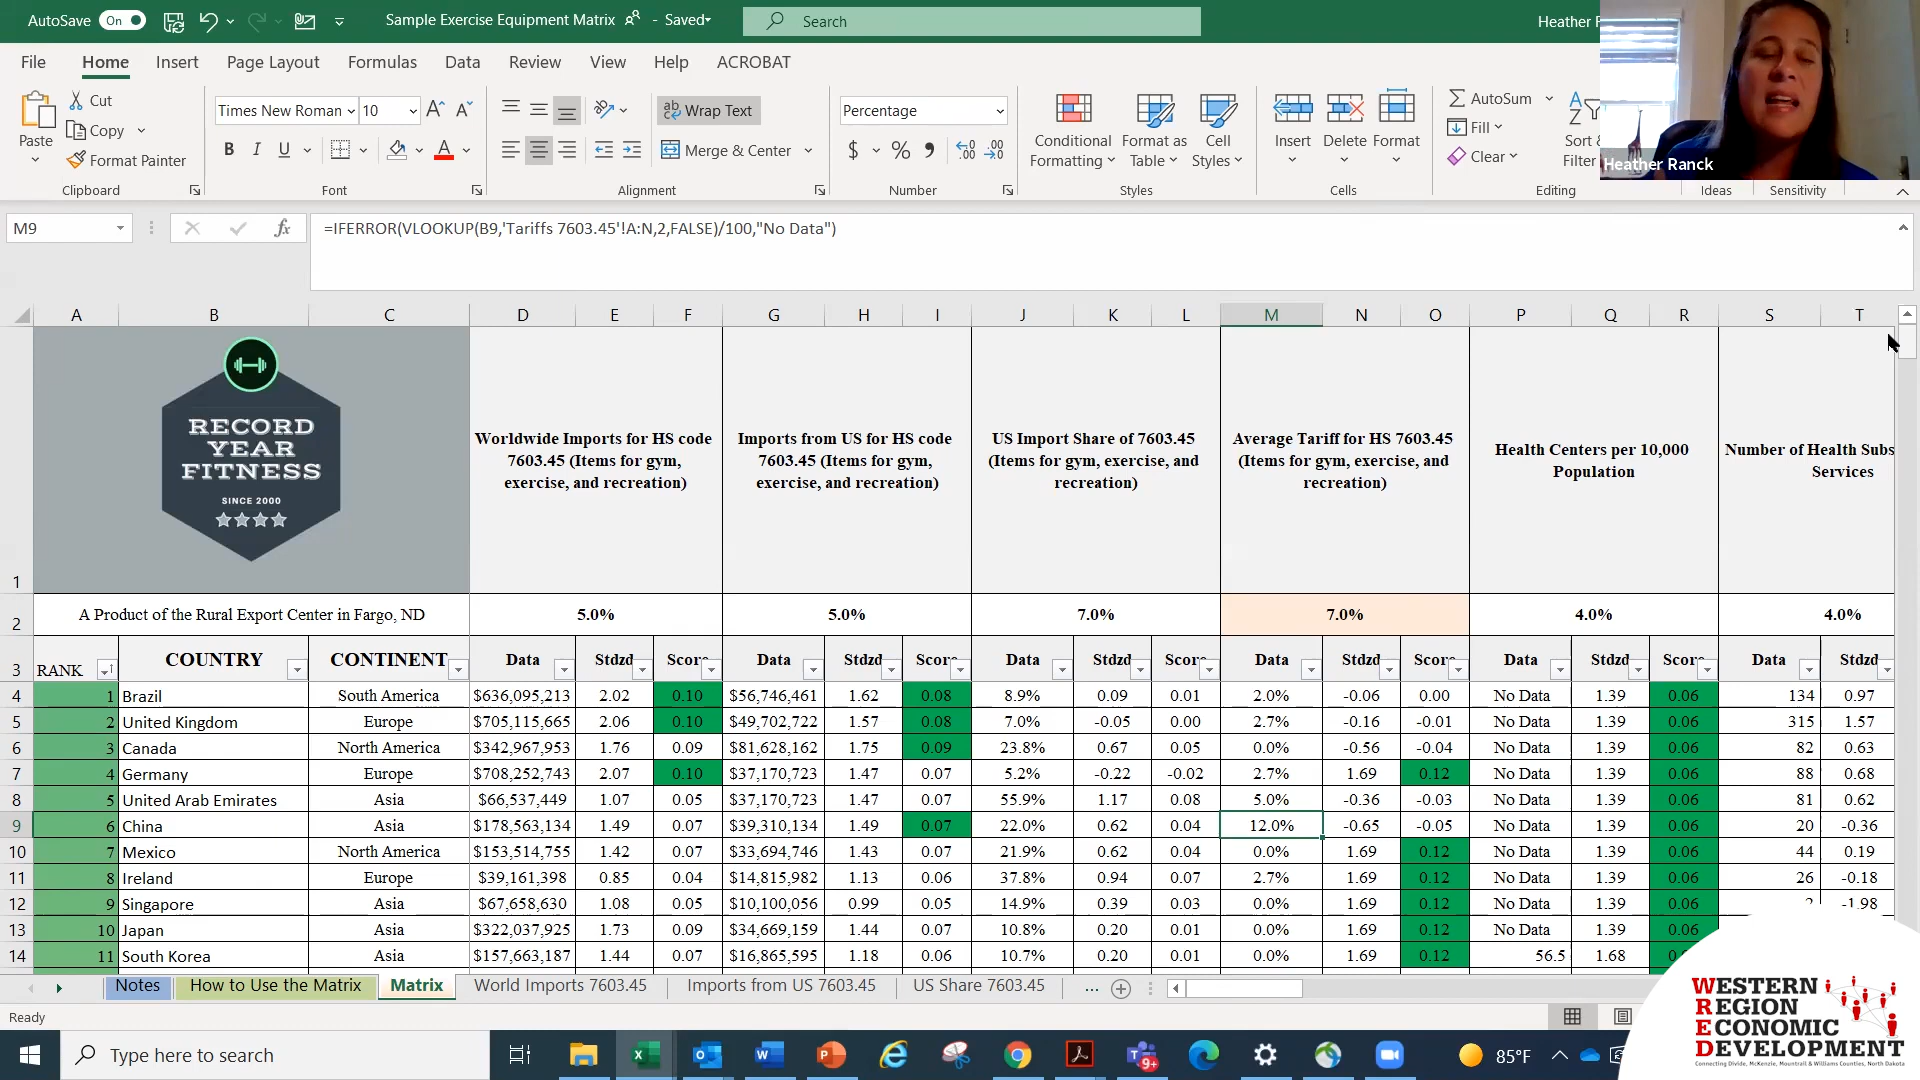 AutoSave On Sample Exercise Equipment Matrix - Saved Search Heather
File Home Insert Page Layout Formulas Data Review View Help ACROBAT
Paste Cut Copy Format Painter Clipboard
Times New Roman 10 B I U A Font
Wrap Text Merge & Center Alignment
Percentage $ % Number
Conditional Formatting Format as Table Cell Styles Styles
Insert Delete Format Cells
AutoSum Fill Clear Sort & Filter Editing
Ideas Sensitivity
Heather Ranck
M9 fx =IFERROR(VLOOKUP(B9,'Tariffs 7603.45'!A:N,2,FALSE)/100,"No Data")
A B C D E F G H I J K L M N O P Q R S T
RECORD
YEAR
FITNESS
SINCE 2000
1 Worldwide Imports for HS code 7603.45 (Items for gym, exercise, and recreation)
Imports from US for HS code 7603.45 (Items for gym, exercise, and recreation)
US Import Share of 7603.45 (Items for gym, exercise, and recreation)
Average Tariff for HS 7603.45 (Items for gym, exercise, and recreation)
Health Centers per 10,000 Population
Number of Health Subs Services
2 A Product of the Rural Export Center in Fargo, ND 5.0% 5.0% 7.0% 7.0% 4.0% 4.0%
3 RANK COUNTRY CONTINENT Data Stdzd Score Data Stdzd Score Data Stdzd Score Data Stdzd Score Data Stdzd Score Data Stdzd
4 1 Brazil South America $636,095,213 2.02 0.10 $56,746,461 1.62 0.08 8.9% 0.09 0.01 2.0% -0.06 0.00 No Data 1.39 0.06 134 0.97
5 2 United Kingdom Europe $705,115,665 2.06 0.10 $49,702,722 1.57 0.08 7.0% -0.05 0.00 2.7% -0.16 -0.01 No Data 1.39 0.06 315 1.57
6 3 Canada North America $342,967,953 1.76 0.09 $81,628,162 1.75 0.09 23.8% 0.67 0.05 0.0% -0.56 -0.04 No Data 1.39 0.06 82 0.63
7 4 Germany Europe $708,252,743 2.07 0.10 $37,170,723 1.47 0.07 5.2% -0.22 -0.02 2.7% 1.69 0.12 No Data 1.39 0.06 88 0.68
8 5 United Arab Emirates Asia $66,537,449 1.07 0.05 $37,170,723 1.47 0.07 55.9% 1.17 0.08 5.0% -0.36 -0.03 No Data 1.39 0.06 81 0.62
9 6 China Asia $178,563,134 1.49 0.07 $39,310,134 1.49 0.07 22.0% 0.62 0.04 12.0% -0.65 -0.05 No Data 1.39 0.06 20 -0.36
10 7 Mexico North America $153,514,755 1.42 0.07 $33,694,746 1.43 0.07 21.9% 0.62 0.04 0.0% 1.69 0.12 No Data 1.39 0.06 44 0.19
11 8 Ireland Europe $39,161,398 0.85 0.04 $14,815,982 1.13 0.06 37.8% 0.94 0.07 2.7% 1.69 0.12 No Data 1.39 0.06 26 -0.18
12 9 Singapore Asia $67,658,630 1.08 0.05 $10,100,056 0.99 0.05 14.9% 0.39 0.03 0.0% 1.69 0.12 No Data 1.39 0.06 -1.98
13 10 Japan Asia $322,037,925 1.73 0.09 $34,669,159 1.44 0.07 10.8% 0.20 0.01 0.0% 1.69 0.12 No Data 1.39 0.06
14 11 South Korea Asia $157,663,187 1.44 0.07 $16,865,595 1.18 0.06 10.7% 0.20 0.01 0.0% 1.69 0.12 56.5 1.68
Notes How to Use the Matrix Matrix World Imports 7603.45 Imports from US 7603.45 US Share 7603.45 ...
Ready
Type here to search 9+ 85°F
WESTERN
REGION
ECONOMIC
DEVELOPMENT
Connecting Divide, McKenzie, Mountrail & Williams Counties, North Dakota